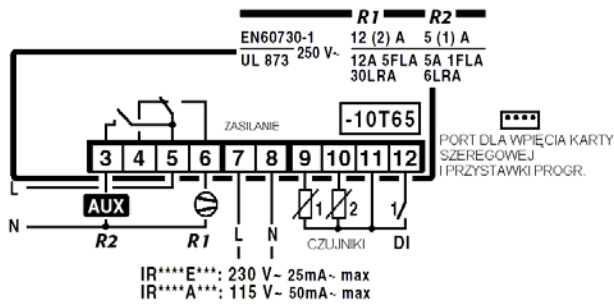 R1 R2
EN60730-1 250 V~ 12 (2) A 5 (1) A
UL 873 12A 5FLA 5A 1FLA
30LRA 6LRA
ZASILANIE
-10T65
PORT DLA WPIĘCIA KARTY
SZEREGOWEJ
I PRZYSTAWKI PROGR.
3 4 5 6 7 8 9 10 11 12
L
AUX 1 2 1
N R2 R1 L N CZUJNIKI DI
IR****E***: 230 V~ 25mA~ max
IR****A***: 115 V~ 50mA~ max